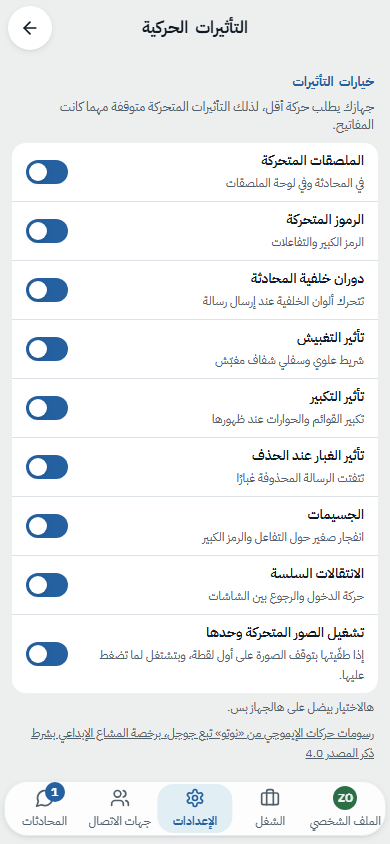 التأثيرات الحركية
خيارات التأثيرات
جهازك يطلب حركة أقل، لذلك التأثيرات المتحركة متوقفة مهما كانت
المفاتيح.
الملصقات المتحركة
في المحادثة وفي لوحة الملصقات
الرموز المتحركة
الرمز الكبير والتفاعلات
دوران خلفية المحادثة
تتحرك ألوان الخلفية عند إرسال رسالة
تأثير التغبيش
شريط علوي وسفلي شفاف مغبّش
تأثير التكبير
تكبير القوائم والحوارات عند ظهورها
تأثير الغبار عند الحذف
تتفتت الرسالة المحذوفة غبارًا
الجسيمات
انفجار صغير حول التفاعل والرمز الكبير
الانتقالات السلسة
حركة الدخول والرجوع بين الشاشات
تشغيل الصور المتحركة وحدها
إذا طفّيتها بتوقف الصورة على أول لقطة، وبتشتغل لما تضغط
عليها.
هالاختيار بيضل على هالجهاز بس.
رسومات حركات الإيموجي من «نوتو» تبع جوجل، برخصة المشاع الإبداعي بشرط
ذكر المصدر 4.0
ZO
1
الملف الشخصي
الشغل
الإعدادات
جهات الاتصال
المحادثات